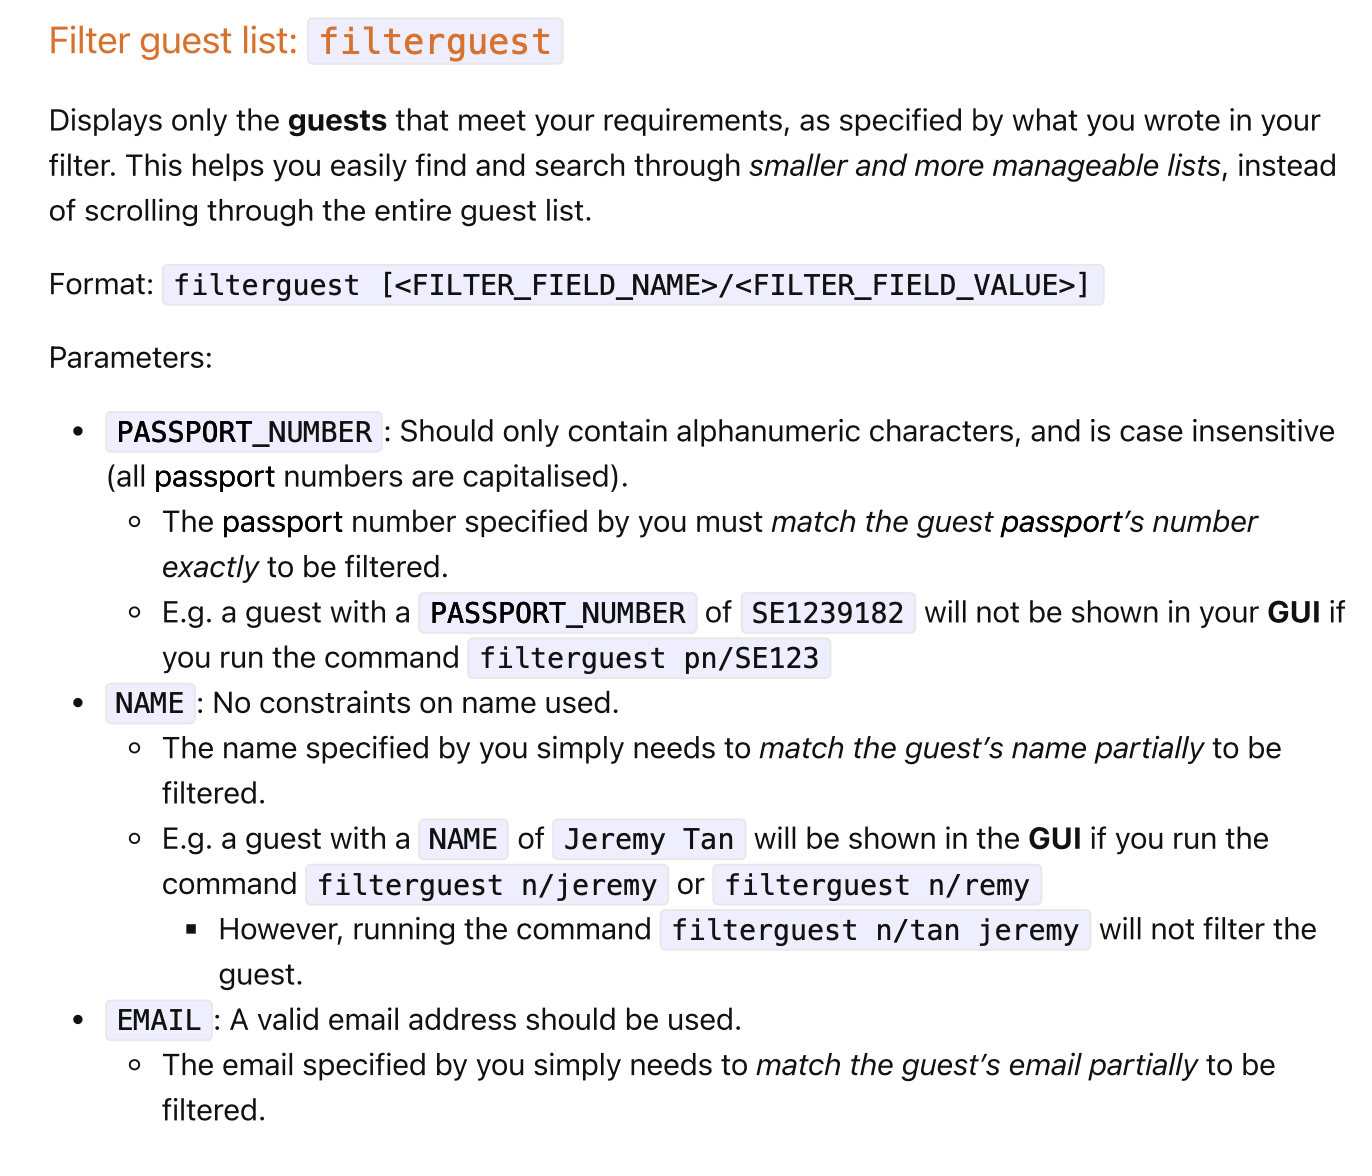 Filter guest list: filterguest
Displays only the guests that meet your requirements, as specified by what you wrote in your
filter. This helps you easily find and search through smaller and more manageable lists, instead
of scrolling through the entire guest list.
Format: filterguest [<FILTER_FIELD_NAME>/<FILTER_FIELD_VALUE>]
Parameters:
• PASSPORT_NUMBER: Should only contain alphanumeric characters, and is case insensitive
(all passport numbers are capitalised).
◦ The passport number specified by you must match the guest passport’s number
exactly to be filtered.
◦ E.g. a guest with a PASSPORT_NUMBER of SE1239182 will not be shown in your GUI if
you run the command filterguest pn/SE123
• NAME: No constraints on name used.
◦ The name specified by you simply needs to match the guest’s name partially to be
filtered.
◦ E.g. a guest with a NAME of Jeremy Tan will be shown in the GUI if you run the
command filterguest n/jeremy or filterguest n/remy
▪ However, running the command filterguest n/tan jeremy will not filter the
guest.
• EMAIL: A valid email address should be used.
◦ The email specified by you simply needs to match the guest’s email partially to be
filtered.